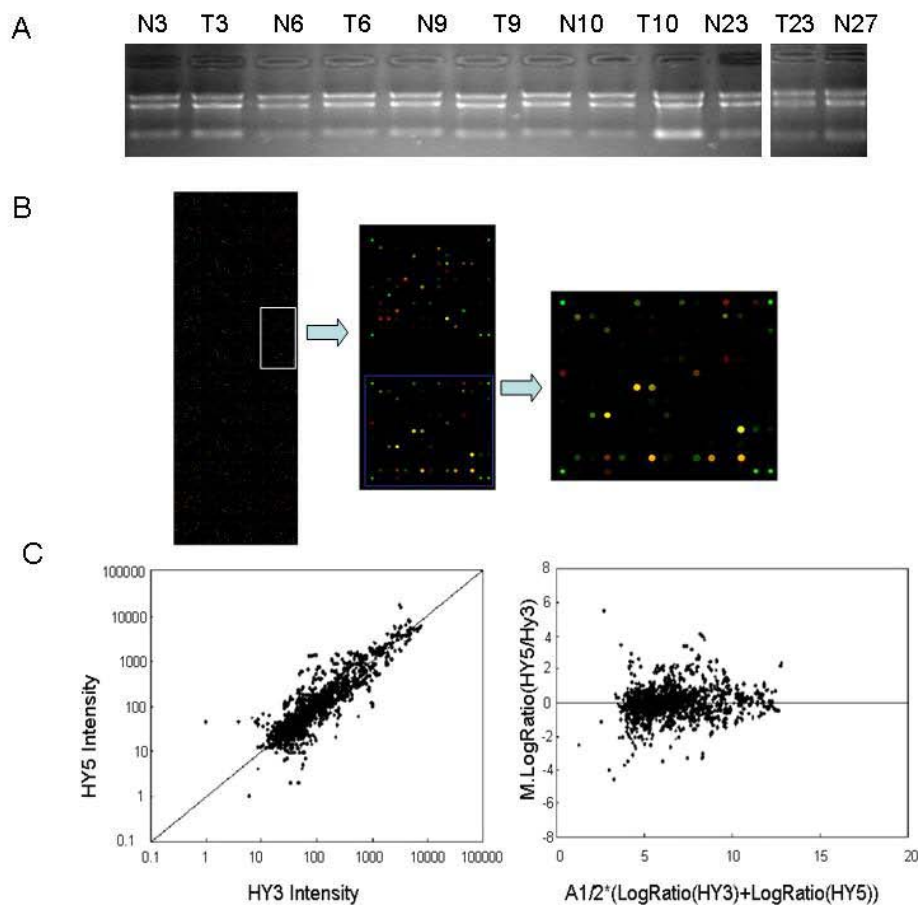 A
N3 T3 N6 T6 N9 T9 N10 T10 N23 T23 N27
B
C
100000
10000
1000
100
10
1
0.1
HY5 Intensity
0.1 1 10 100 1000 10000 100000
HY3 Intensity
8
6
4
2
0
-2
-4
-6
-8
M.LogRatio(HY5/Hy3)
0 5 10 15 20
A1/2*(LogRatio(HY3)+LogRatio(HY5))